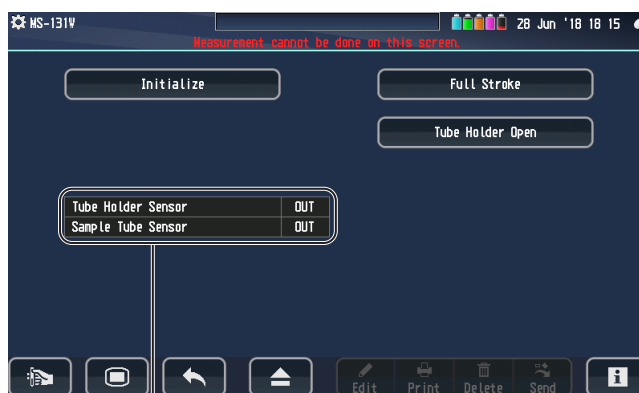 MS-131V
28 Jun '18 18 15
Measurement cannot be done on this screen.
Initialize
Full Stroke
Tube Holder Open
Tube Holder Sensor OUT
Sample Tube Sensor OUT
Edit Print Delete Send
i